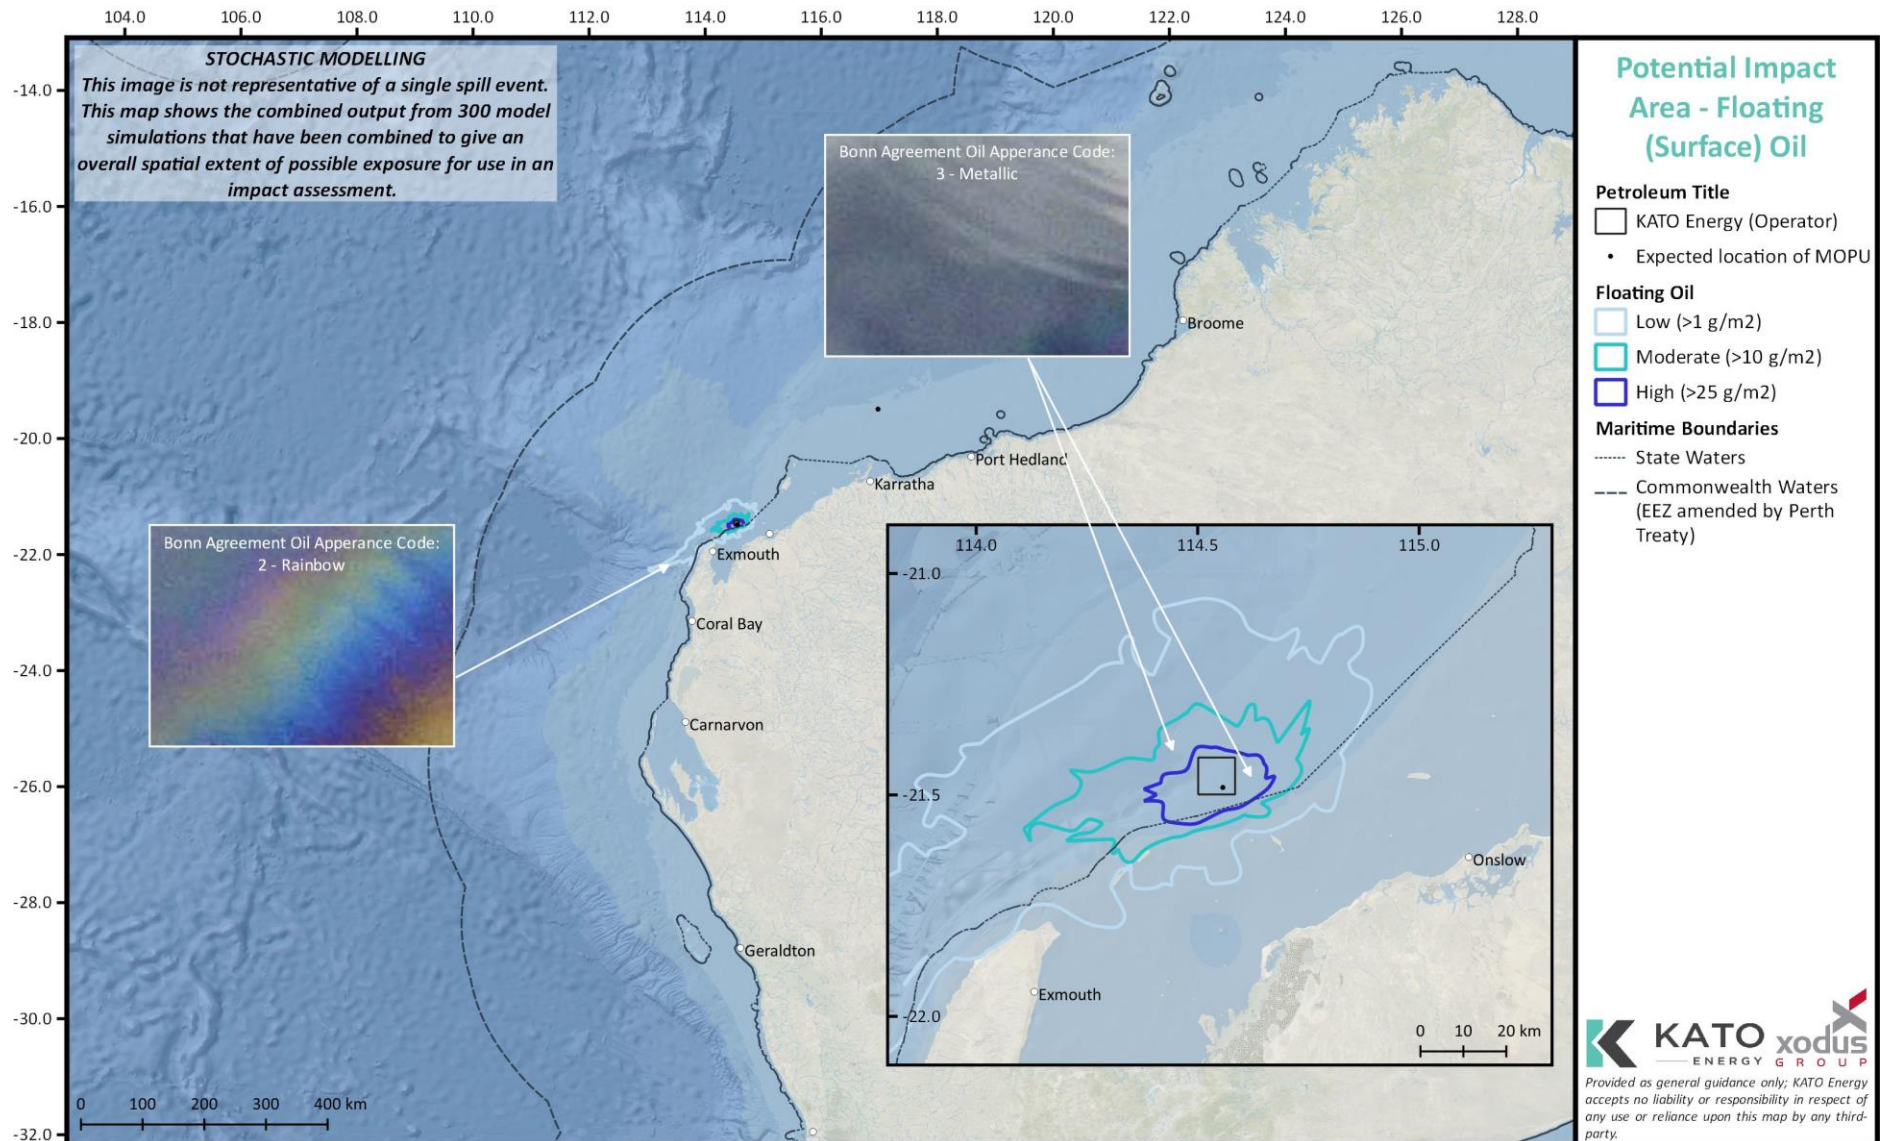 104.0 106.0 108.0 110.0 112.0 114.0 116.0 118.0 120.0 122.0 124.0 126.0 128.0
-14.0
-16.0
-18.0
-20.0
-22.0
-24.0
-26.0
-28.0
-30.0
-32.0
STOCHASTIC MODELLING
This image is not representative of a single spill event.
This map shows the combined output from 300 model
simulations that have been combined to give an
overall spatial extent of possible exposure for use in an
impact assessment.
Bonn Agreement Oil Apperance Code:
3 - Metallic
Broome
Port Hedland
Karratha
Exmouth
Bonn Agreement Oil Apperance Code:
2 - Rainbow
Coral Bay
Carnarvon
Geraldton
0 100 200 300 400 km
114.0 114.5 115.0
-21.0
-21.5
-22.0
Onslow
Exmouth
0 10 20 km
Potential Impact
Area - Floating
(Surface) Oil
Petroleum Title
KATO Energy (Operator)
Expected location of MOPU
Floating Oil
Low (>1 g/m2)
Moderate (>10 g/m2)
High (>25 g/m2)
Maritime Boundaries
State Waters
Commonwealth Waters
(EEZ amended by Perth
Treaty)
KATO
ENERGY
xodus
GROUP
Provided as general guidance only; KATO Energy
accepts no liability or responsibility in respect of
any use or reliance upon this map by any third-
party.